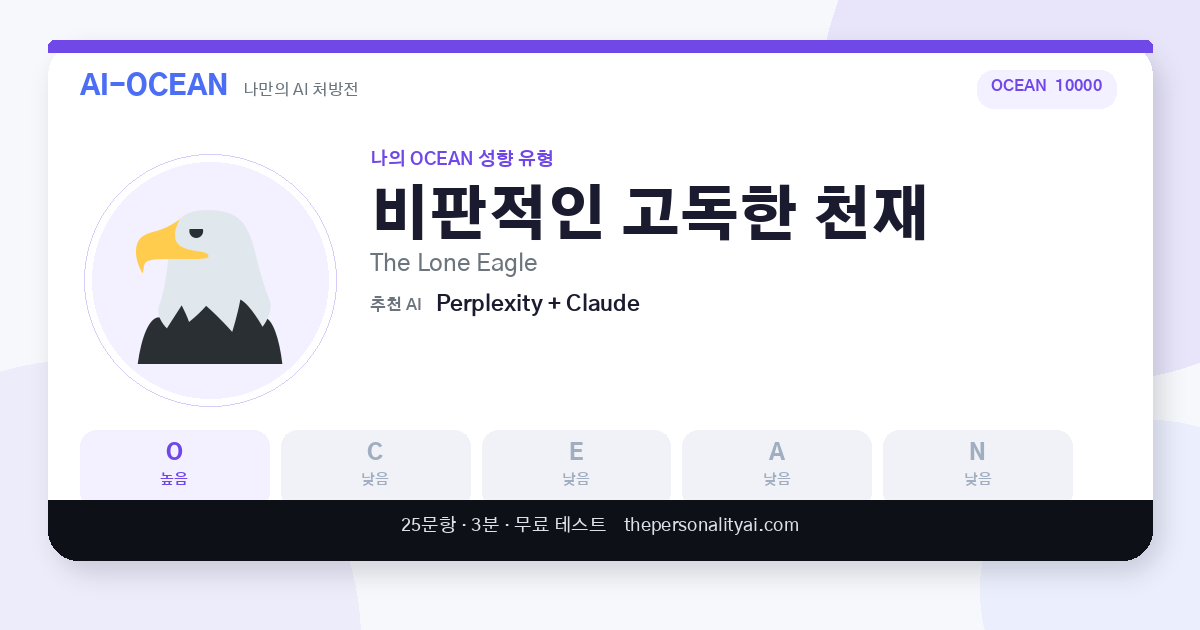 AI-OCEAN 나만의 AI 처방전
OCEAN 10000
나의 OCEAN 성향 유형
비판적인 고독한 천재
The Lone Eagle
추천 AI Perplexity + Claude
O C E A N
높음 낮음 낮음 낮음 낮음
25문항 · 3분 · 무료 테스트 thepersonalityai.com